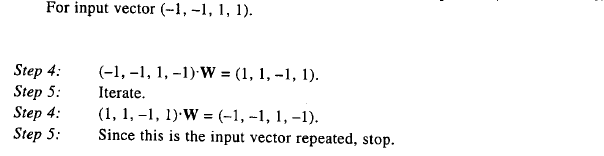 For input vector (−1, −1, 1, 1).
Step 4: (−1, −1, 1, −1)·W = (1, 1, −1, 1).
Step 5: Iterate.
Step 4: (1, 1, −1, 1)·W = (−1, −1, 1, −1).
Step 5: Since this is the input vector repeated, stop.